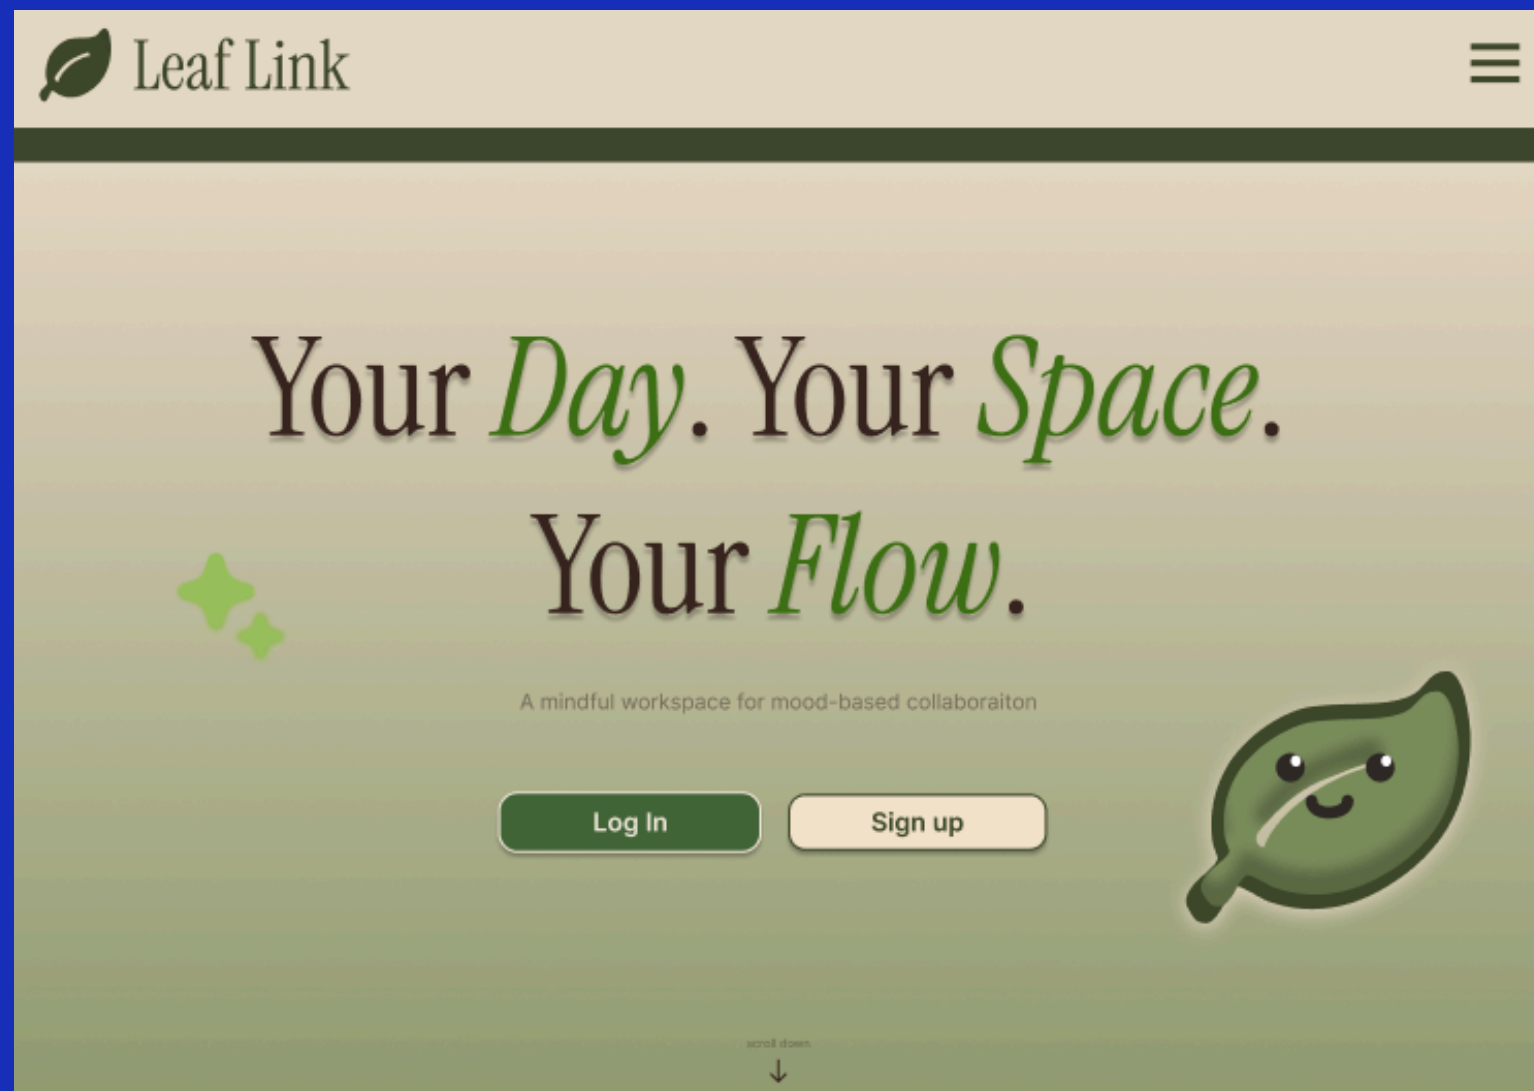 Leaf Link
Your Day. Your Space.
Your Flow.
A mindful workspace for mood-based collaboraiton
Log In
Sign up
scroll down